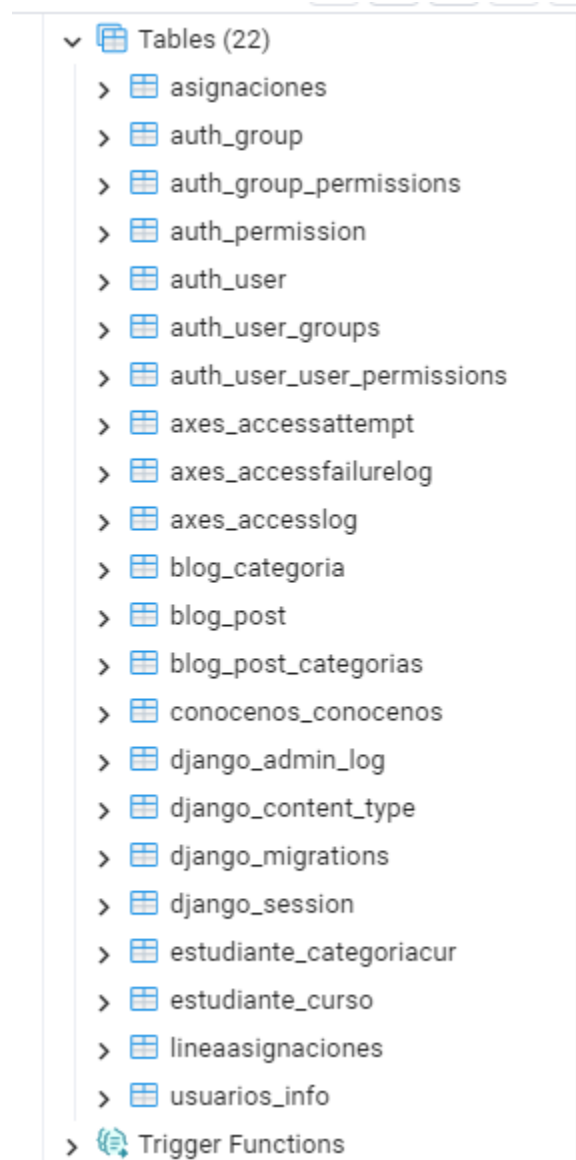 Tables (22)
asignaciones
auth_group
auth_group_permissions
auth_permission
auth_user
auth_user_groups
auth_user_user_permissions
axes_accessattempt
axes_accessfailurelog
axes_accesslog
blog_categoria
blog_post
blog_post_categorias
conocenos_conocenos
django_admin_log
django_content_type
django_migrations
django_session
estudiante_categoriacur
estudiante_curso
lineaasignaciones
usuarios_info
Trigger Functions